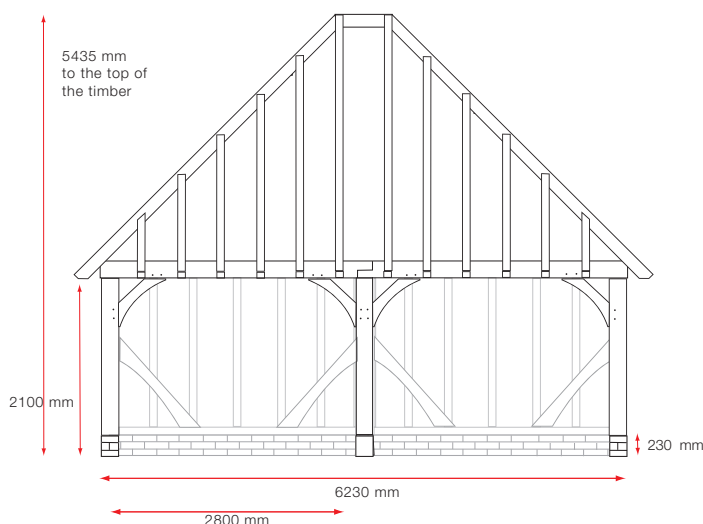 5435 mm
to the top of
the timber
2100 mm
230 mm
6230 mm
2800 mm